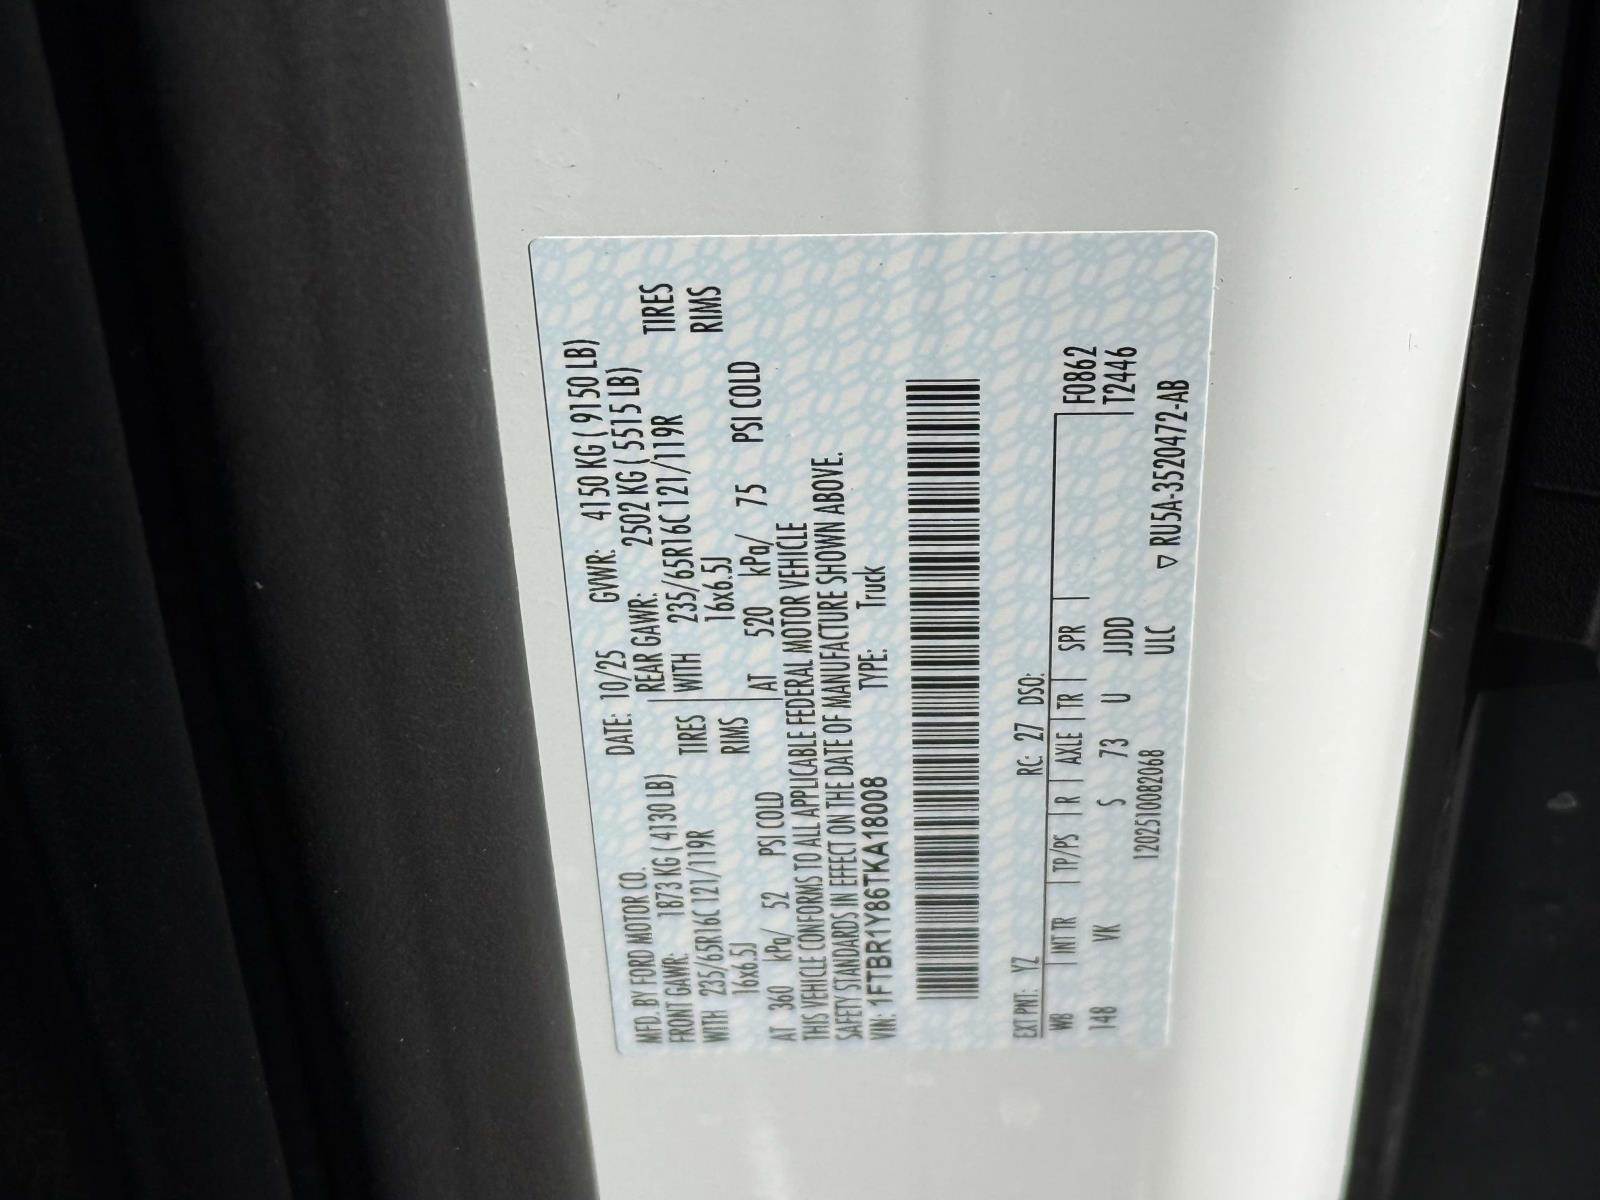 MFD. BY FORD MOTOR CO.
DATE: 10/25 GVWR: 4150 KG ( 9150 LB)
FRONT GAWR: 1873 KG ( 4130 LB) REAR GAWR: 2502 KG ( 5515 LB)
WITH 235/65R16C 121/119R TIRES WITH 235/65R16C 121/119R TIRES
16x6.5J RIMS 16x6.5J RIMS
AT 360 kPa/ 52 PSI COLD AT 520 kPa/ 75 PSI COLD
THIS VEHICLE CONFORMS TO ALL APPLICABLE FEDERAL MOTOR VEHICLE
SAFETY STANDARDS IN EFFECT ON THE DATE OF MANUFACTURE SHOWN ABOVE.
VIN: 1FTBR1Y86TKA18008 TYPE: Truck
EXT PNT: YZ RC: 27 DSO:
WB INT TR TP/PS R AXLE TR SPR F0862
148 VK S 73 U JJDD T2446
120251008206​8 ULC ▽ RU5A-3520472-AB